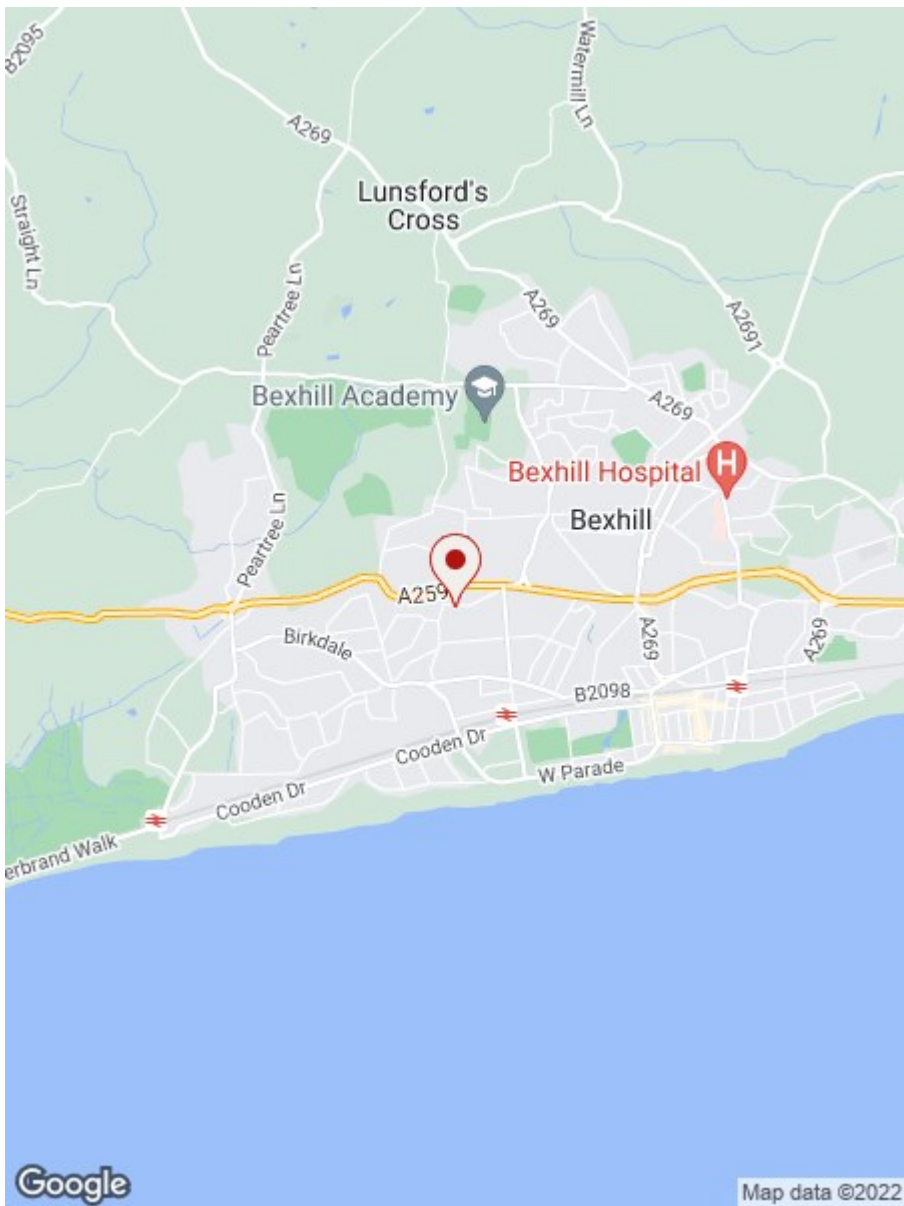 B2095
Watermill Ln
A269
Lunsford's
Cross
Straight Ln
Peartree Ln
A269
A2691
Bexhill Academy
A269
Bexhill Hospital
H
Bexhill
Peartree Ln
A259
Birkdale
A269
A269
B2098
Cooden Dr
W Parade
Cooden Dr
erbrand Walk
Google
Map data ©2022